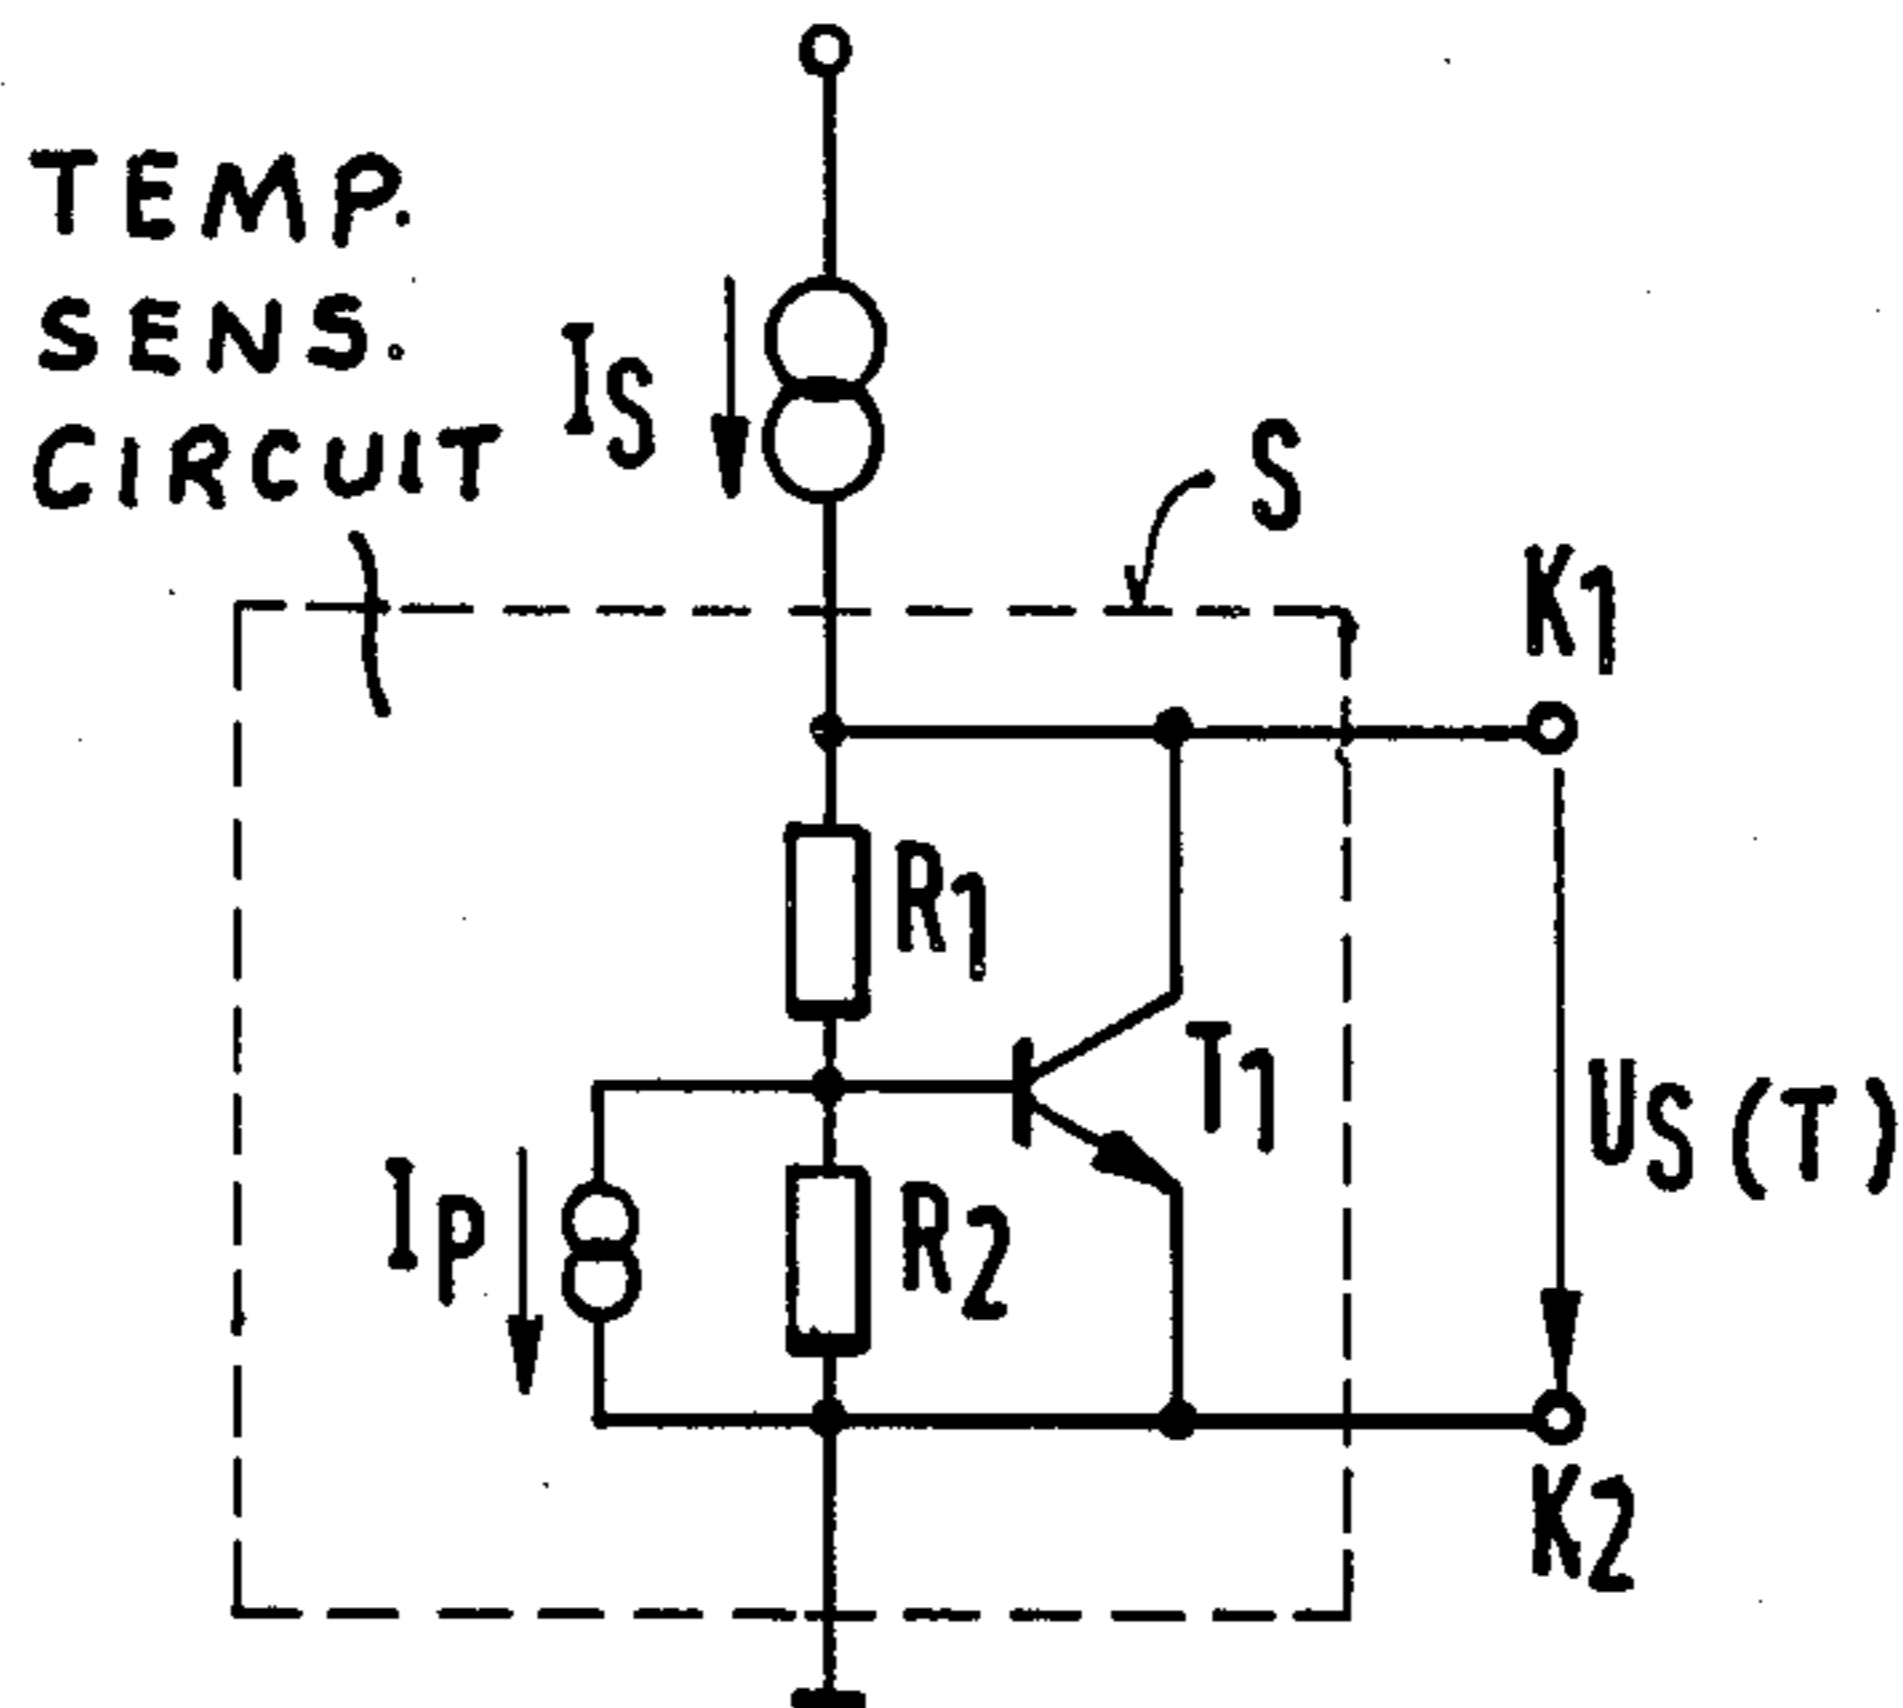 TEMP.
SENS.
CIRCUIT
IS
S
K1
R1
T1
US (T)
IP
R2
K2